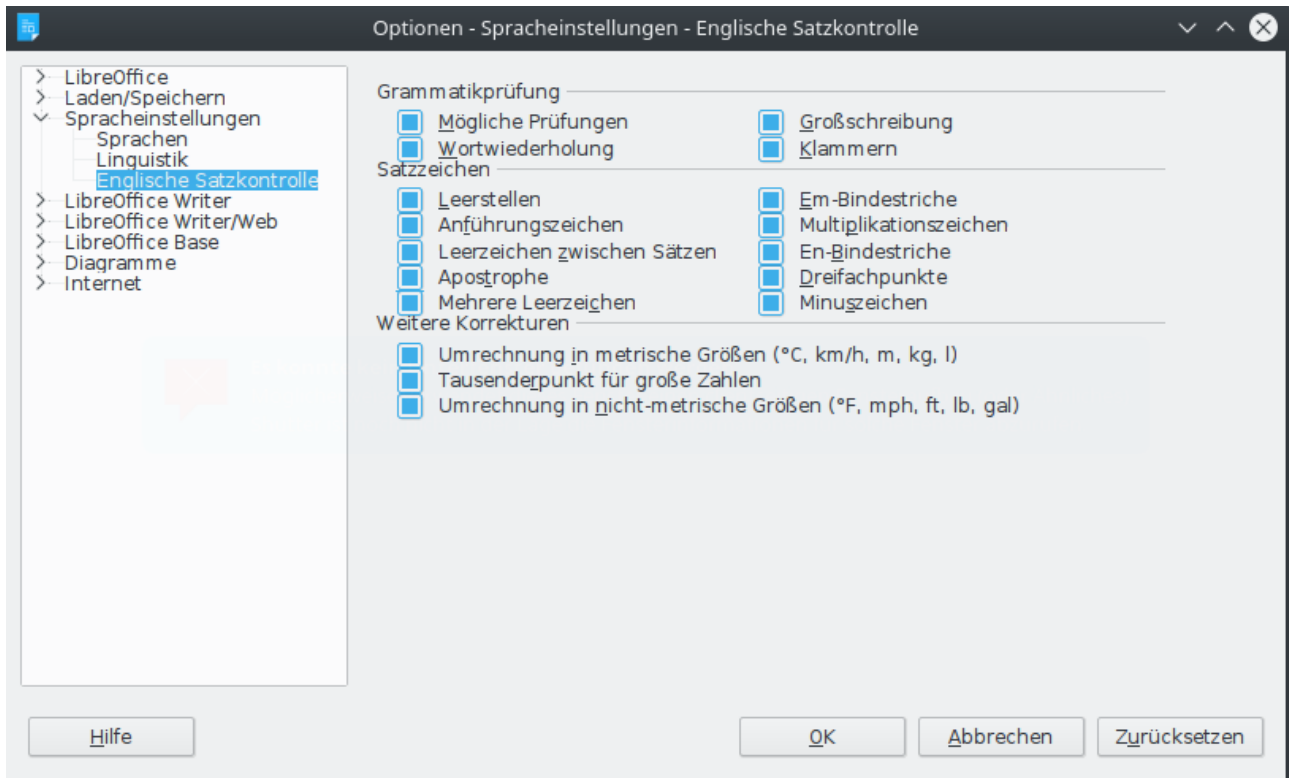 Optionen - Spracheinstellungen - Englische Satzkontrolle
LibreOffice
Laden/Speichern
Spracheinstellungen
Sprachen
Linguistik
Englische Satzkontrolle
LibreOffice Writer
LibreOffice Writer/Web
LibreOffice Base
Diagramme
Internet
Grammatikprüfung
Mögliche Prüfungen
Großschreibung
Wortwiederholung
Klammern
Satzzeichen
Leerstellen
Em-Bindestriche
Anführungszeichen
Multiplikationszeichen
Leerzeichen zwischen Sätzen
En-Bindestriche
Apostrophe
Dreifachpunkte
Mehrere Leerzeichen
Minuszeichen
Weitere Korrekturen
Umrechnung in metrische Größen (°C, km/h, m, kg, l)
Tausenderpunkt für große Zahlen
Umrechnung in nicht-metrische Größen (°F, mph, ft, lb, gal)
Hilfe
OK
Abbrechen
Zurücksetzen